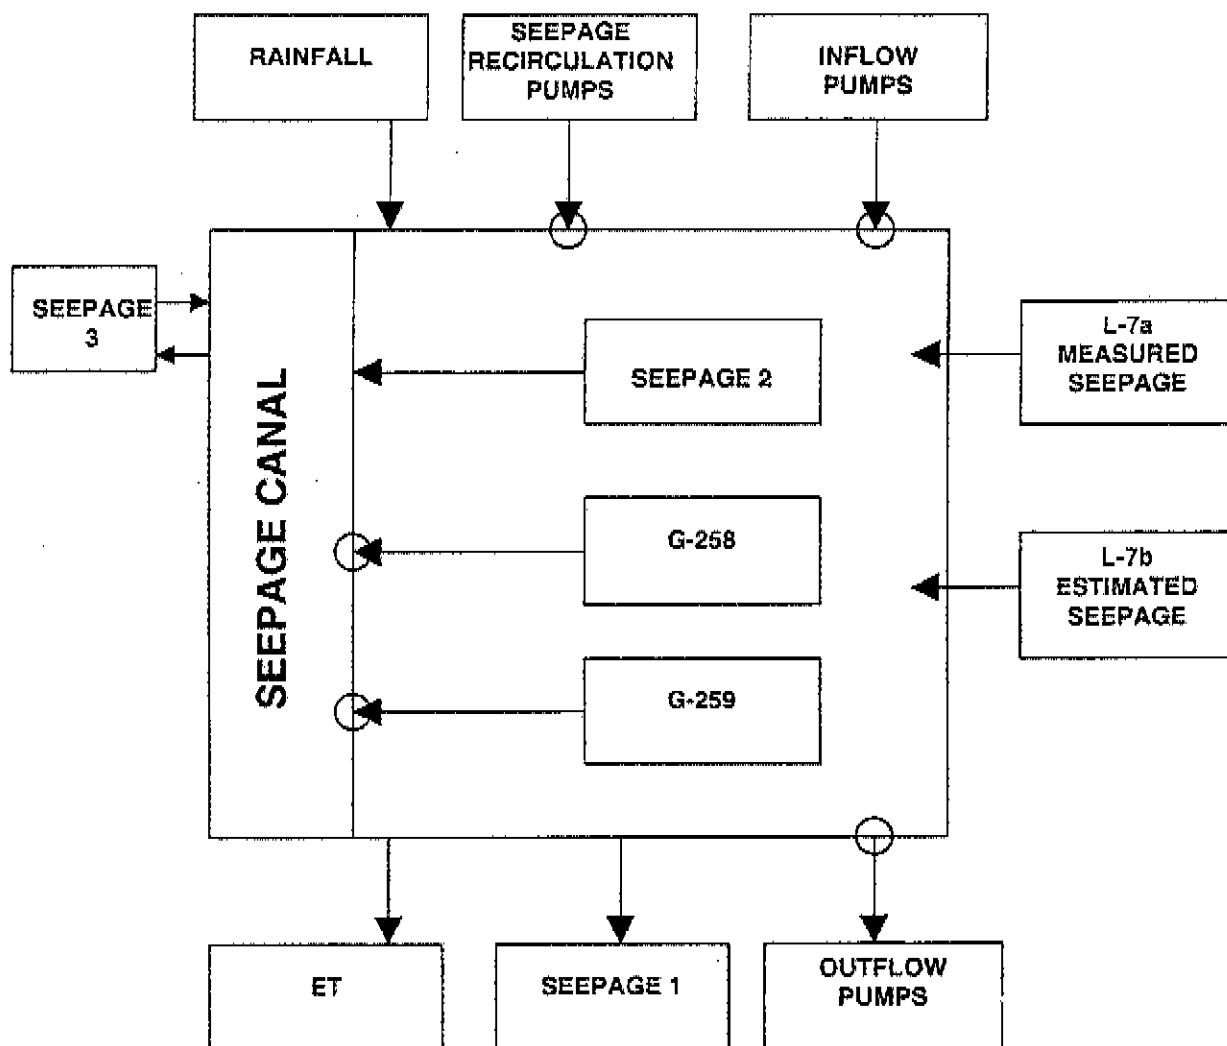 RAINFALL
SEEPAGE
RECIRCULATION
PUMPS
INFLOW
PUMPS
SEEPAGE
3
SEEPAGE CANAL
SEEPAGE 2
L-7a
MEASURED
SEEPAGE
G-258
L-7b
ESTIMATED
SEEPAGE
G-259
ET
SEEPAGE 1
OUTFLOW
PUMPS